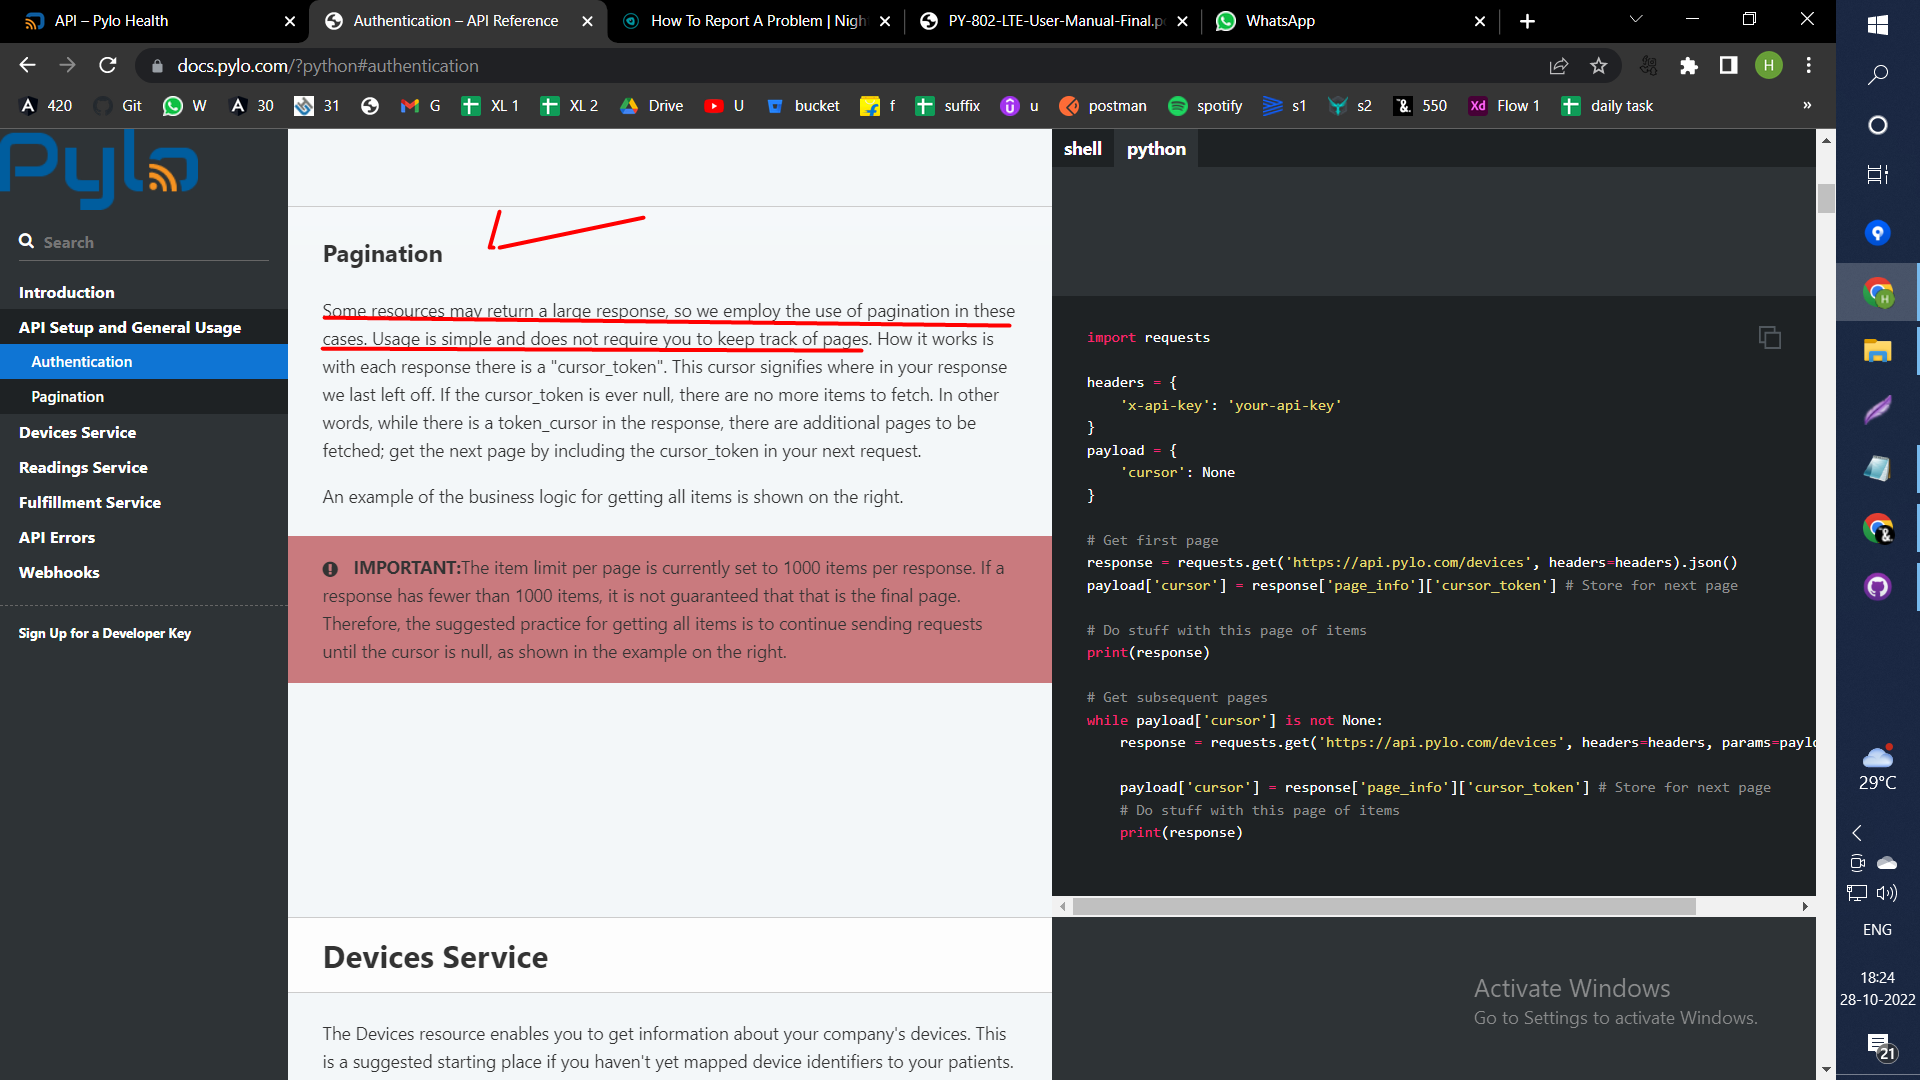 API – Pylo Health
Authentication – API Reference
How To Report A Problem | Nigh
PY-802-LTE-User-Manual-Final.p
WhatsApp
docs.pylo.com/?python#authentication
H
420
Git
W
30
31
G
XL 1
XL 2
Drive
U
bucket
f
suffix
u
postman
spotify
s1
s2
550
Xd
Flow 1
daily task
»
Pylo
Search
Introduction
API Setup and General Usage
Authentication
Pagination
Devices Service
Readings Service
Fulfillment Service
API Errors
Webhooks
Sign Up for a Developer Key
Pagination
Some resources may return a large response, so we employ the use of pagination in these
cases. Usage is simple and does not require you to keep track of pages. How it works is
with each response there is a "cursor_token". This cursor signifies where in your response
we last left off. If the cursor_token is ever null, there are no more items to fetch. In other
words, while there is a token_cursor in the response, there are additional pages to be
fetched; get the next page by including the cursor_token in your next request.
An example of the business logic for getting all items is shown on the right.
IMPORTANT:The item limit per page is currently set to 1000 items per response. If a
response has fewer than 1000 items, it is not guaranteed that that is the final page.
Therefore, the suggested practice for getting all items is to continue sending requests
until the cursor is null, as shown in the example on the right.
Devices Service
The Devices resource enables you to get information about your company's devices. This
is a suggested starting place if you haven't yet mapped device identifiers to your patients.
shell
python
import requests
headers = {
'x-api-key': 'your-api-key'
}
payload = {
'cursor': None
}
# Get first page
response = requests.get('https://api.pylo.com/devices', headers=headers).json()
payload['cursor'] = response['page_info']['cursor_token'] # Store for next page
# Do stuff with this page of items
print(response)
# Get subsequent pages
while payload['cursor'] is not None:
response = requests.get('https://api.pylo.com/devices', headers=headers, params=paylo
payload['cursor'] = response['page_info']['cursor_token'] # Store for next page
# Do stuff with this page of items
print(response)
Activate Windows
Go to Settings to activate Windows.
29°C
ENG
18:24
28-10-2022
21